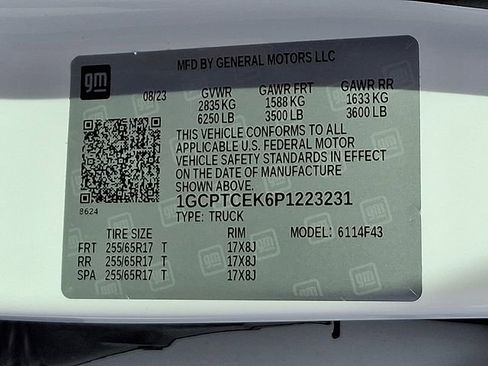 gm
MFD BY GENERAL MOTORS LLC
08/23 GVWR GAWR FRT GAWR RR
2835 KG 1588 KG 1633 KG
6250 LB 3500 LB 3600 LB
THIS VEHICLE CONFORMS TO ALL
APPLICABLE U.S. FEDERAL MOTOR
VEHICLE SAFETY STANDARDS IN EFFECT
ON THE DATE OF MANUFACTURE
SHOWN ABOVE.
1GCPTCEK6P1223231
8624 TYPE: TRUCK
TIRE SIZE RIM MODEL: 6114F43
FRT 255/65R17 T 17X8J
RR 255/65R17 T 17X8J
SPA 255/65R17 T 17X8J